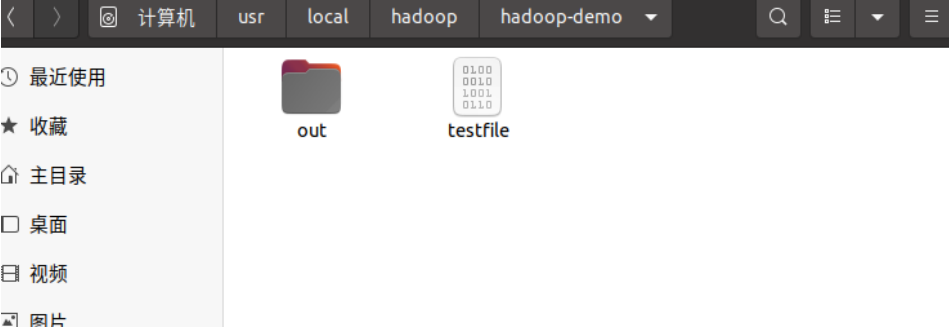 计算机 usr local hadoop hadoop-demo
最近使用
收藏
主目录
桌面
视频
图片
0100
0010
1001
0110
out
testfile